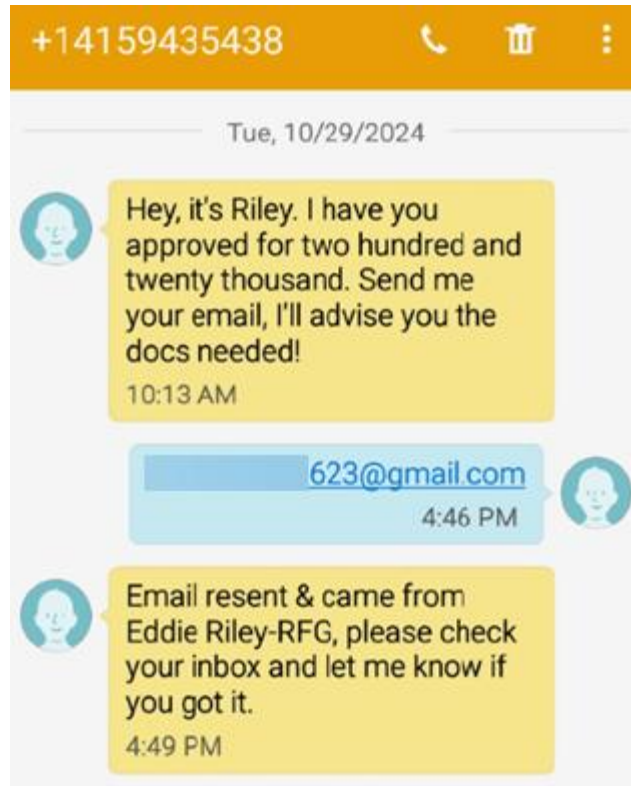 +14159435438
Tue, 10/29/2024
Hey, it's Riley. I have you
approved for two hundred and
twenty thousand. Send me
your email, I'll advise you the
docs needed!
10:13 AM
623@gmail.com
4:46 PM
Email resent & came from
Eddie Riley-RFG, please check
your inbox and let me know if
you got it.
4:49 PM